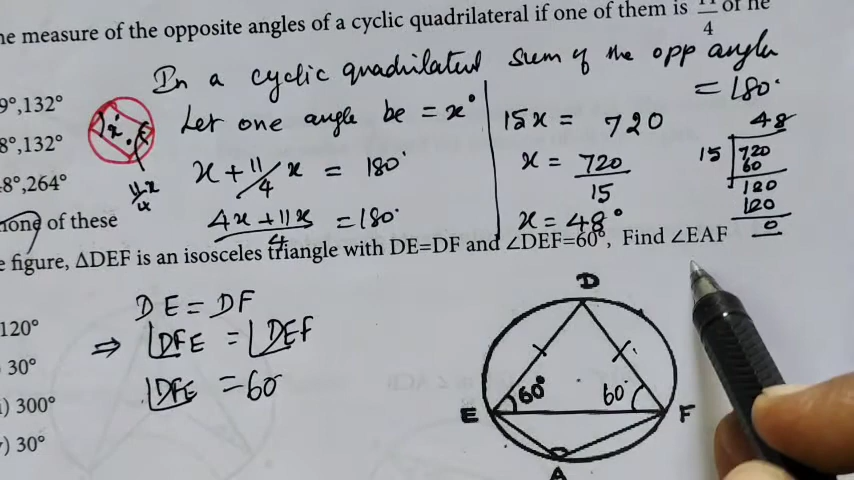 he measure of the opposite angles of a cyclic quadrilateral if one of them is 11/4 of
In a cyclic quadrilateral sum of the opp angles
= 180°
9°,132°
8°,132°
48°,264°
none of these
x°
11x/4
Let one angle be = x°
x + 11/4 x = 180°
4x + 11x / 4 = 180°
15x = 720
x = 720/15
x = 48°
48
15 720
60
120
120
0
e figure, ΔDEF is an isosceles triangle with DE=DF and ∠DEF=60°, Find ∠EAF
120°
30°
) 300°
) 30°
DE = DF
⇒ ∠DFE = ∠DEF
∠DFE = 60
D
60°
60°
E
F
A